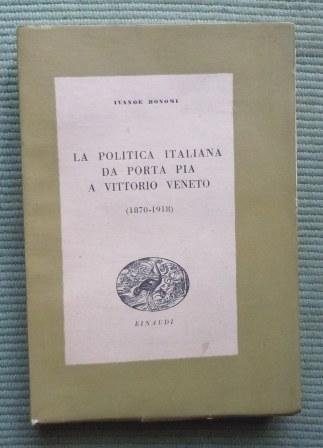 IVANOE BONOMI
LA POLITICA ITALIANA
DA PORTA PIA
A VITTORIO VENETO
(1870-1918)
EINAUDI